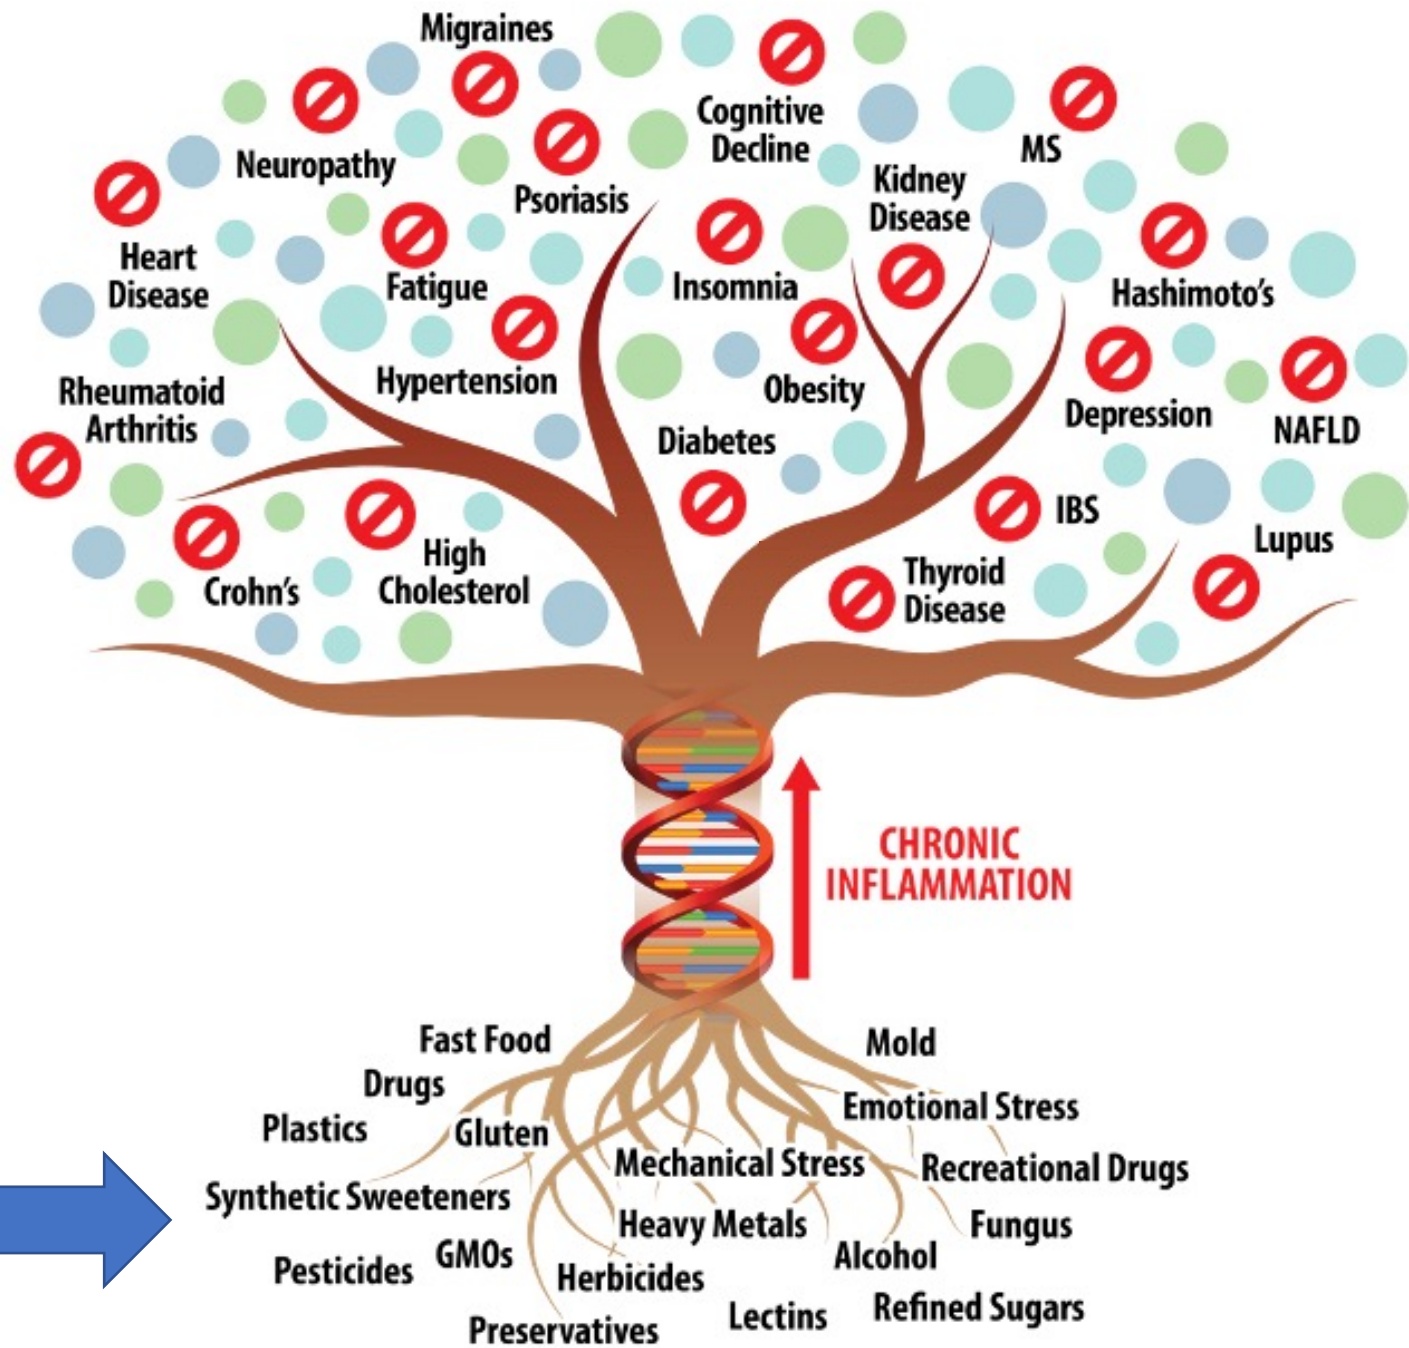 Migraines
Cognitive
Decline
MS
Neuropathy
Psoriasis
Kidney
Disease
Heart
Disease
Fatigue
Insomnia
Hashimoto's
Hypertension
Obesity
Rheumatoid
Arthritis
Depression
NAFLD
Diabetes
IBS
Lupus
Crohn's
High
Cholesterol
Thyroid
Disease
CHRONIC
INFLAMMATION
Fast Food
Mold
Drugs
Emotional Stress
Plastics
Gluten
Mechanical Stress
Recreational Drugs
Synthetic Sweeteners
Heavy Metals
Fungus
GMOs
Alcohol
Pesticides
Herbicides
Lectins
Refined Sugars
Preservatives